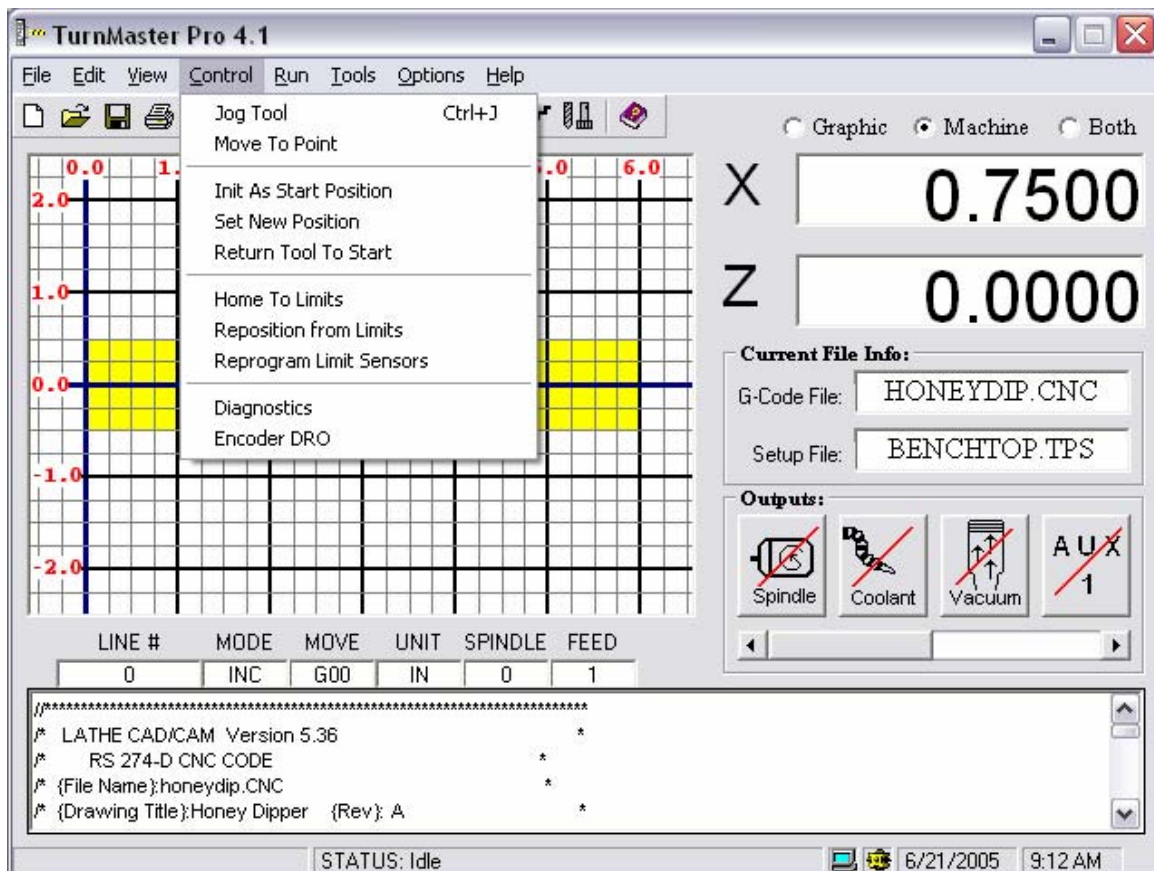 TurnMaster Pro 4.1
File Edit View Control Run Tools Options Help
Jog Tool Ctrl+J
Move To Point
Init As Start Position
Set New Position
Return Tool To Start
Home To Limits
Reposition from Limits
Reprogram Limit Sensors
Diagnostics
Encoder DRO
Graphic Machine Both
0.0 1. .0 6.0
2.0
1.0
0.0
-1.0
-2.0
X 0.7500
Z 0.0000
Current File Info:
G-Code File: HONEYDIP.CNC
Setup File: BENCHTOP.TPS
Outputs:
Spindle Coolant Vacuum AUX 1
LINE # MODE MOVE UNIT SPINDLE FEED
0 INC G00 IN 0 1
//****************************************************************************
/* LATHE CAD/CAM Version 5.36 *
/* RS 274-D CNC CODE *
/* {File Name}:honeydip.CNC *
/* {Drawing Title}:Honey Dipper {Rev}: A *
STATUS: Idle 6/21/2005 9:12 AM